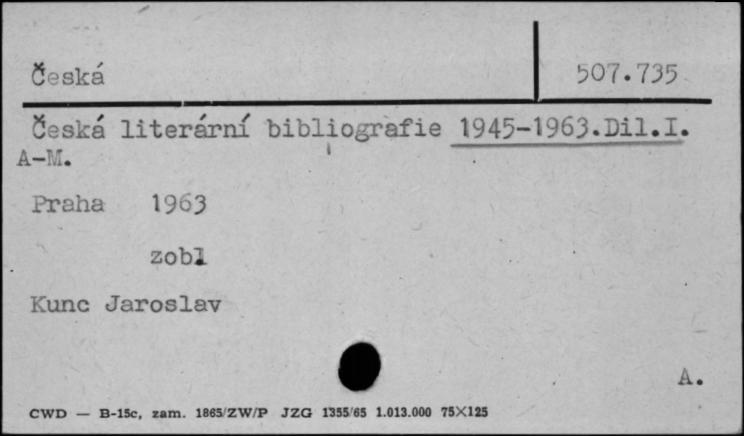 Česká 507.735
Česká literární bibliografie 1945-1963.Dil.I.
A-M.
Praha 1963
zobl
Kunc Jaroslav
A.
CWD — B-15c, zam. 1865/ZW/P JZG 1355/65 1.013.000 75X125